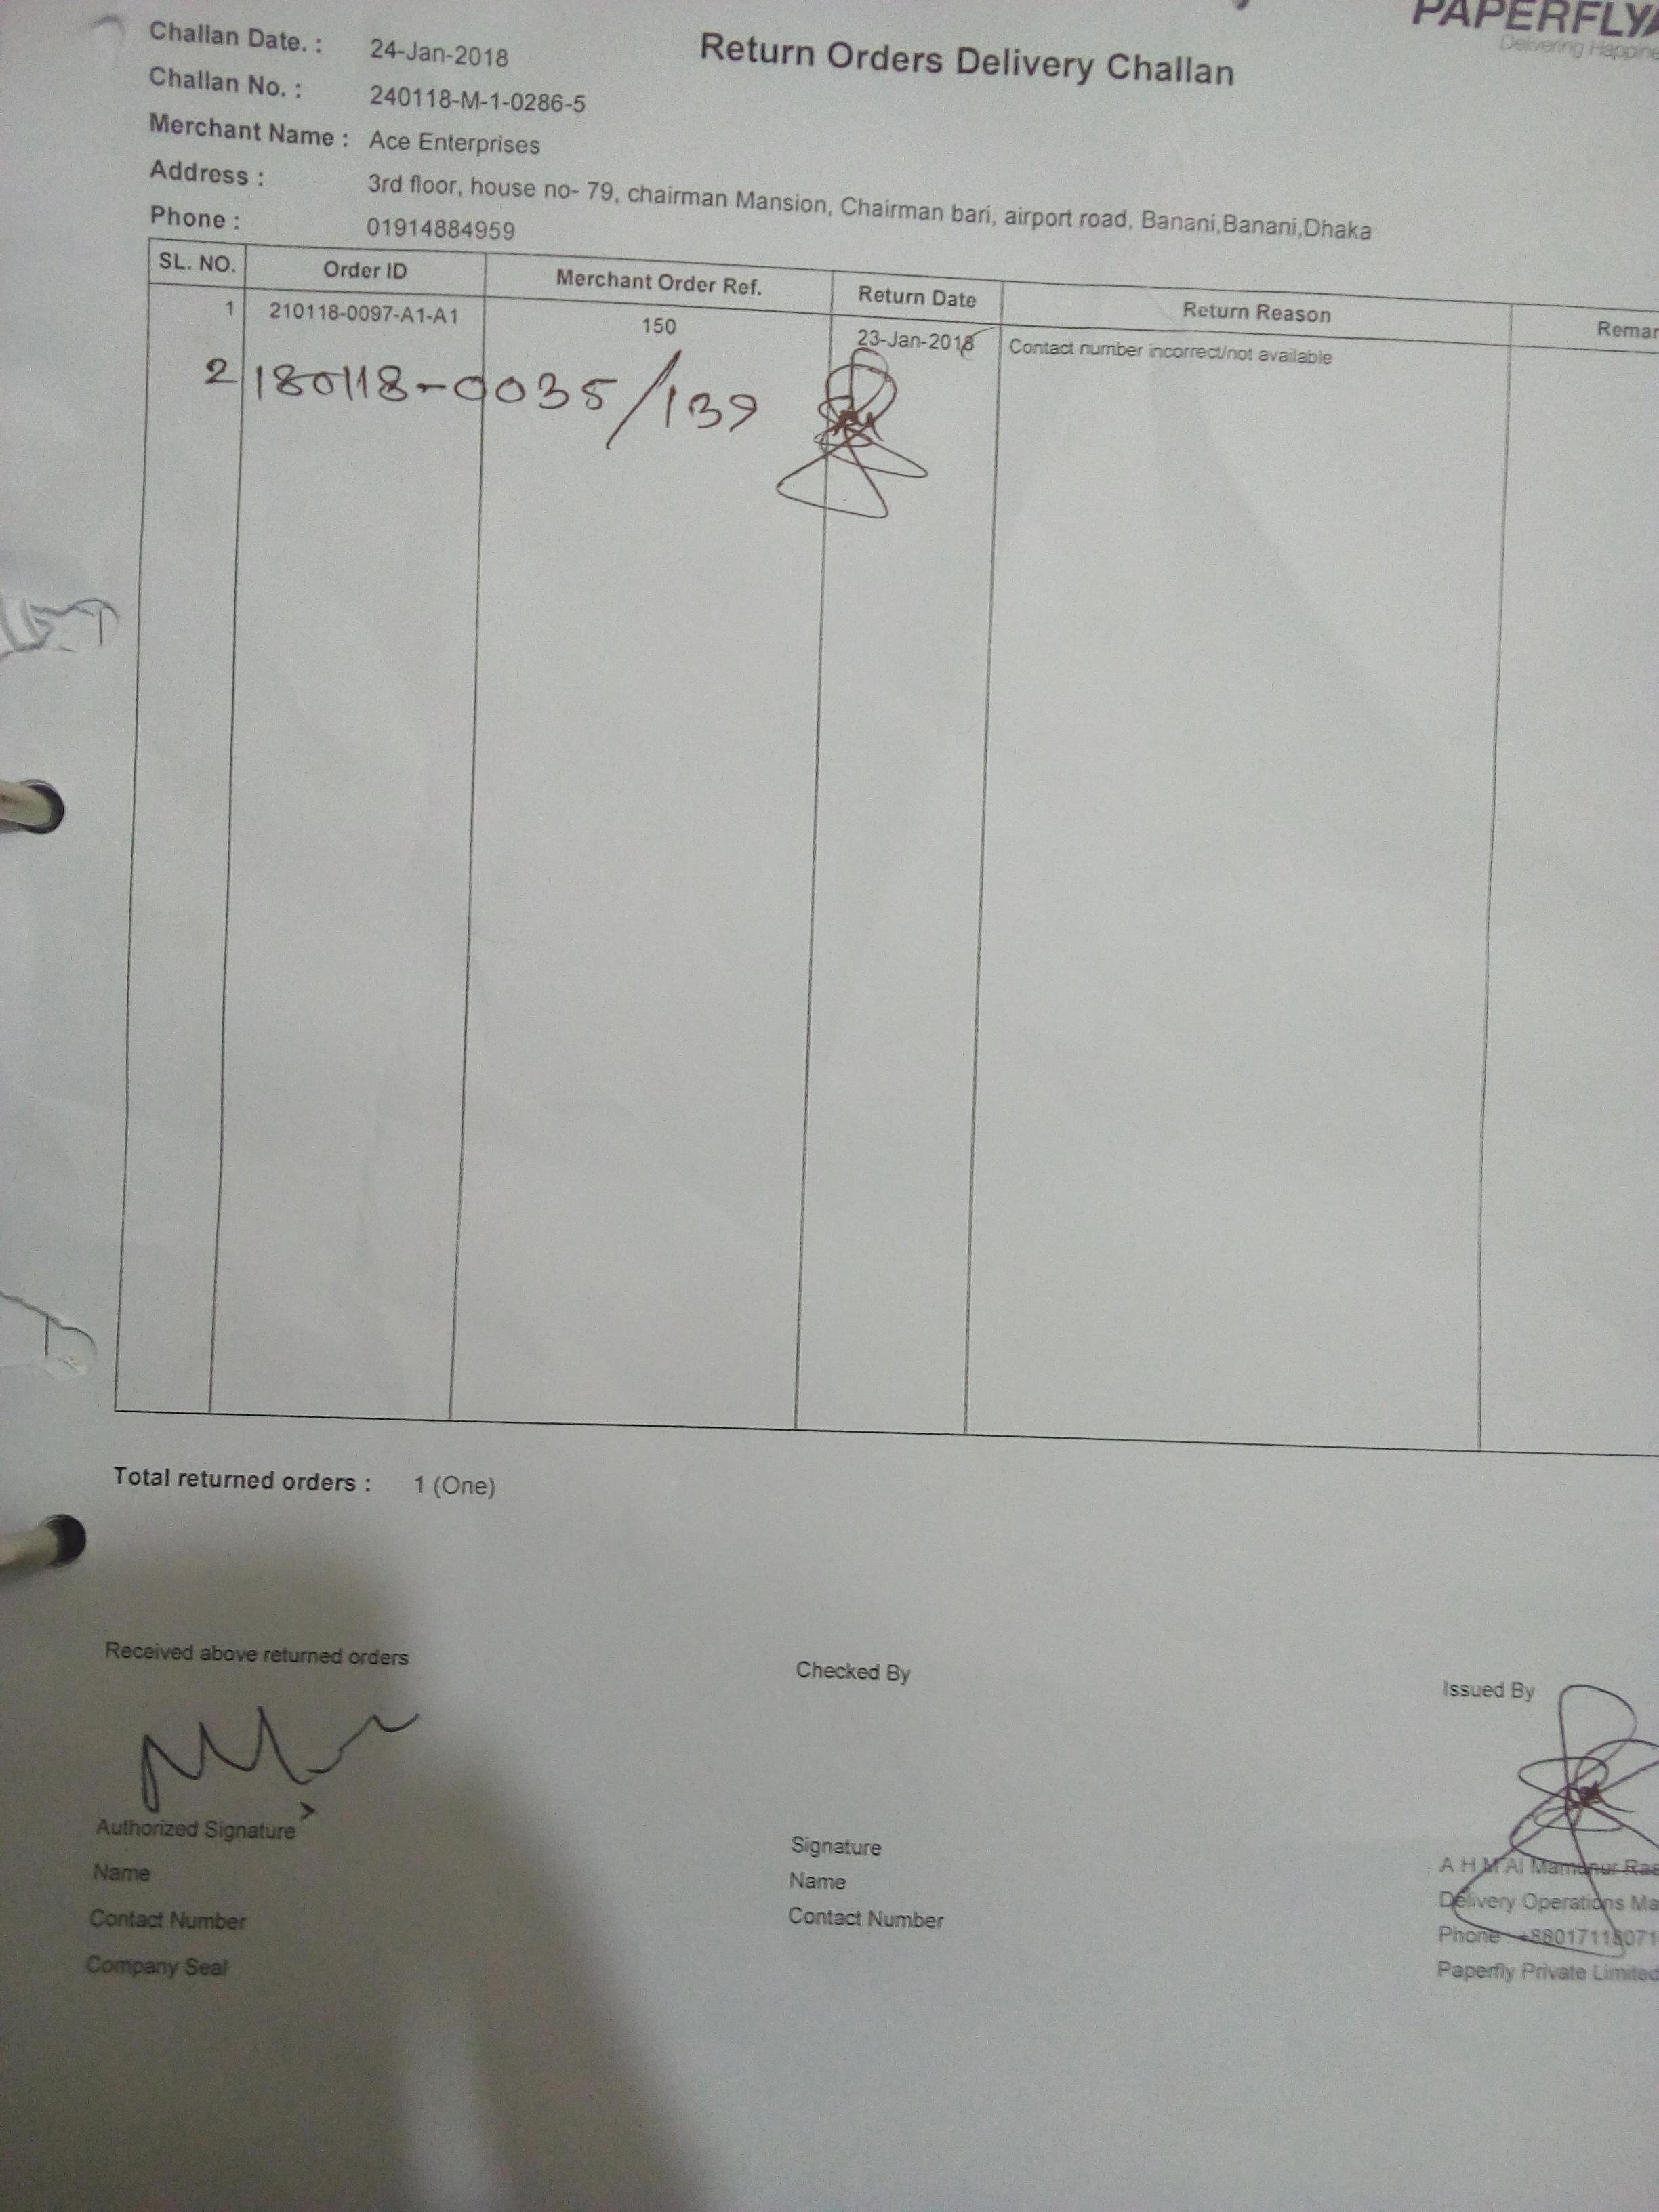 PAPERFLY
Delivering Happine
Return Orders Delivery Challan
Challan Date. : 24-Jan-2018
Challan No. : 240118-M-1-0286-5
Merchant Name : Ace Enterprises
Address : 3rd floor, house no- 79, chairman Mansion, Chairman bari, airport road, Banani,Banani,Dhaka
Phone : 01914884959
SL. NO. Order ID Merchant Order Ref. Return Date Return Reason Remar
1 210118-0097-A1-A1 150 23-Jan-2018 Contact number incorrect/not available
2 180118-0035/139
Total returned orders : 1 (One)
Received above returned orders Checked By Issued By
Authorized Signature Signature A H M Al Mamunur Ras
Name Name Delivery Operations Ma
Contact Number Contact Number Phone : +88017116071
Company Seal Paperfly Private Limited